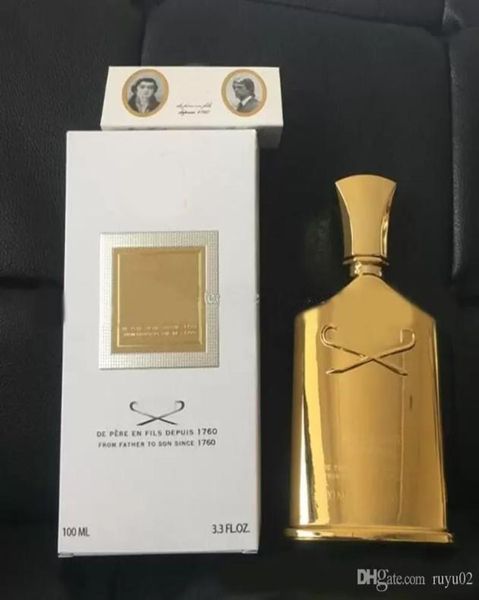 de père en fils
depuis 1760
DE PÈRE EN FILS DEPUIS 1760
FROM FATHER TO SON SINCE 1760
100 ML 3.3 FL.OZ.
DHgate.com ruyu02